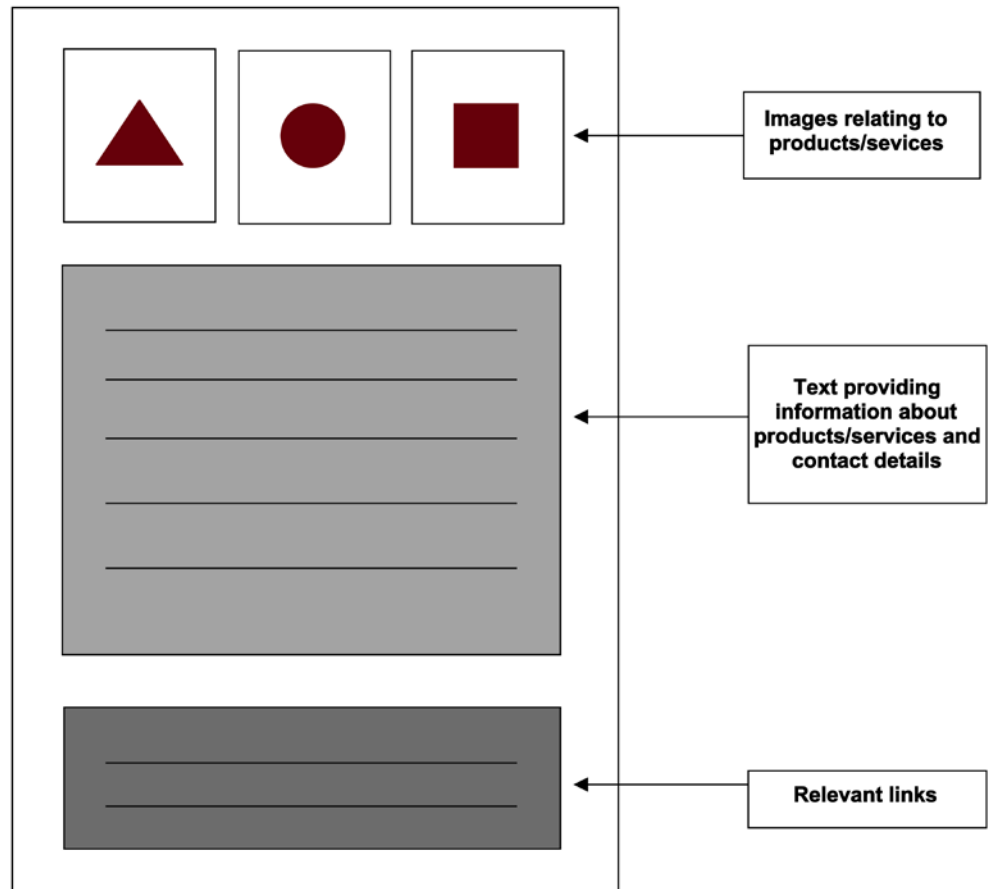 Images relating to
products/sevices
Text providing
information about
products/services and
contact details
Relevant links